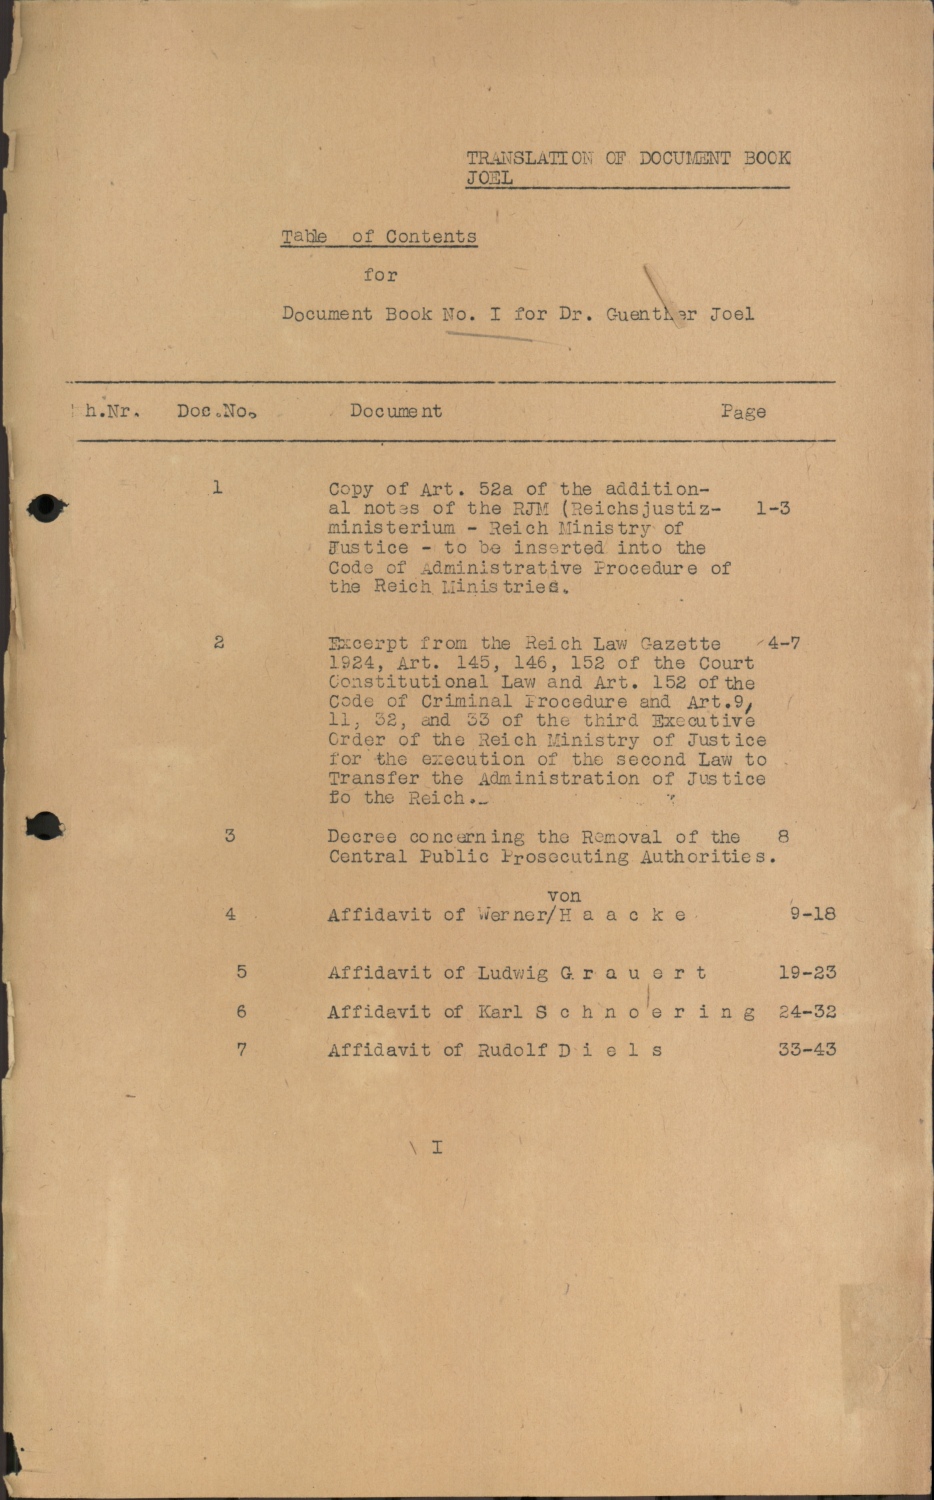 TRANSLATION OF DOCUMENT BOOK
JOEL
Table of Contents
for
Document Book No. I for Dr. Guenther Joel
h.Nr. Doc.No. Document Page
1 Copy of Art. 52a of the addition-
al notes of the RJM (Reichsjustiz- 1-3
ministerium - Reich Ministry of
Justice - to be inserted into the
Code of Administrative Procedure of
the Reich Ministries.
2 Excerpt from the Reich Law Gazette 4-7
1924, Art. 145, 146, 152 of the Court
Constitutional Law and Art. 152 of the
Code of Criminal Procedure and Art.9,
11, 32, and 33 of the third Executive
Order of the Reich Ministry of Justice
for the execution of the second Law to
Transfer the Administration of Justice
fo the Reich.
3 Decree concerning the Removal of the 8
Central Public Prosecuting Authorities.
von
4 Affidavit of Werner/H a a c k e 9-18
5 Affidavit of Ludwig G r a u e r t 19-23
6 Affidavit of Karl S c h n o e r i n g 24-32
7 Affidavit of Rudolf D i e l s 33-43
I